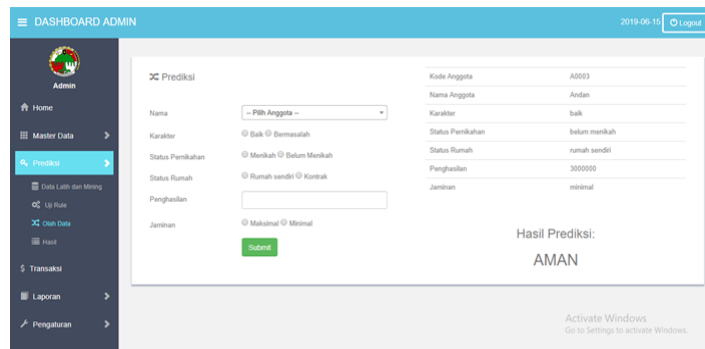 DASHBOARD ADMIN
2019-06-15 Logout
Admin
Home
Master Data
Prediksi
Data Latih dan Mining
Uji Rule
Olah Data
Hasil
$ Transaksi
Laporan
Pengaturan
Prediksi
Nama -- Pilih Anggota --
Karakter Baik Bermasalah
Status Pernikahan Menikah Belum Menikah
Status Rumah Rumah sendiri Kontrak
Penghasilan
Jaminan Maksimal Minimal
Submit
Kode Anggota A0003
Nama Anggota Andan
Karakter baik
Status Pernikahan belum menikah
Status Rumah rumah sendiri
Penghasilan 3000000
Jaminan minimal
Hasil Prediksi:
AMAN
Activate Windows
Go to Settings to activate Windows.